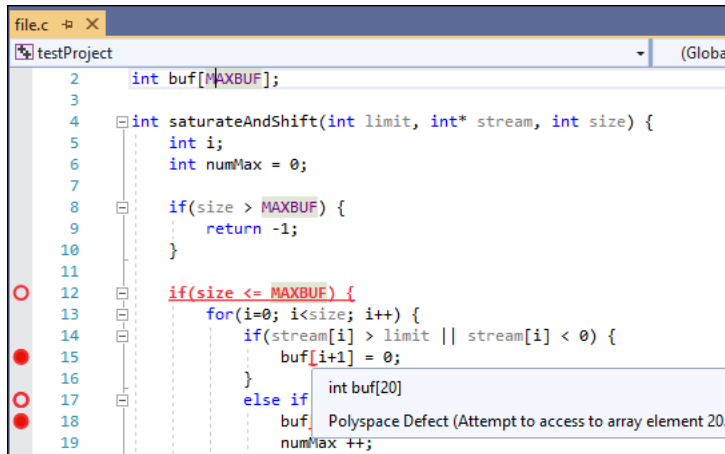 file.c
testProject (Globa
2 int buf[MAXBUF];
3
4 int saturateAndShift(int limit, int* stream, int size) {
5 int i;
6 int numMax = 0;
7
8 if(size > MAXBUF) {
9 return -1;
10 }
11
12 if(size <= MAXBUF) {
13 for(i=0; i<size; i++) {
14 if(stream[i] > limit || stream[i] < 0) {
15 buf[i+1] = 0;
16 }
int buf[20]
17 else if
18 buf[
Polyspace Defect (Attempt to access to array element 20.
19 numMax ++;